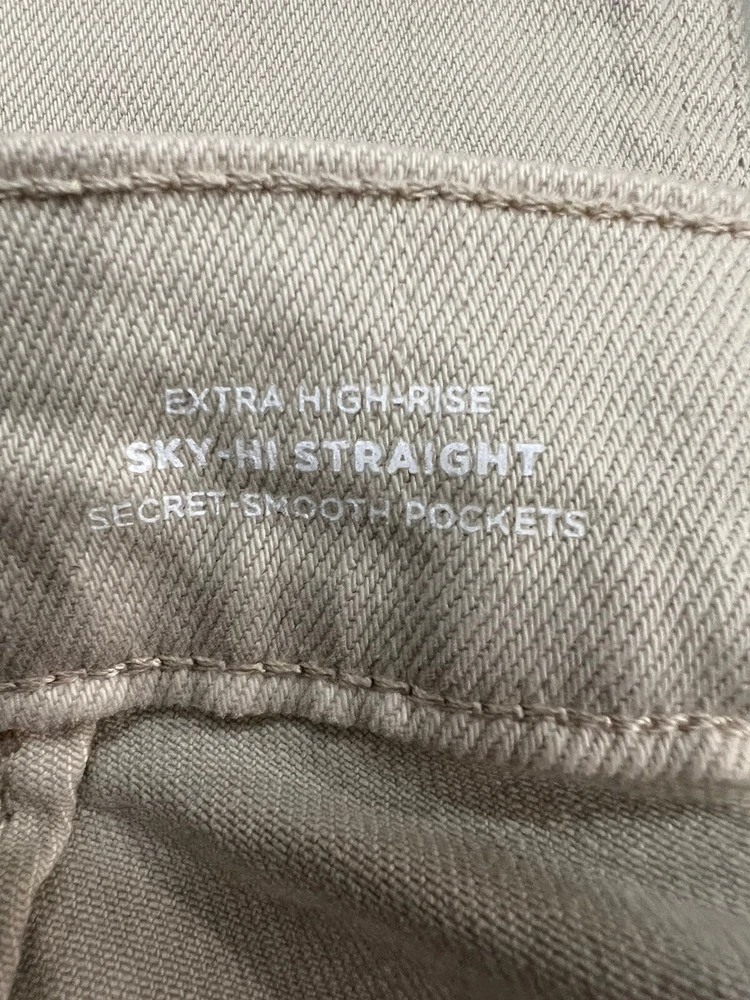 EXTRA HIGH-RISE
SKY-HI STRAIGHT
SECRET-SMOOTH POCKETS